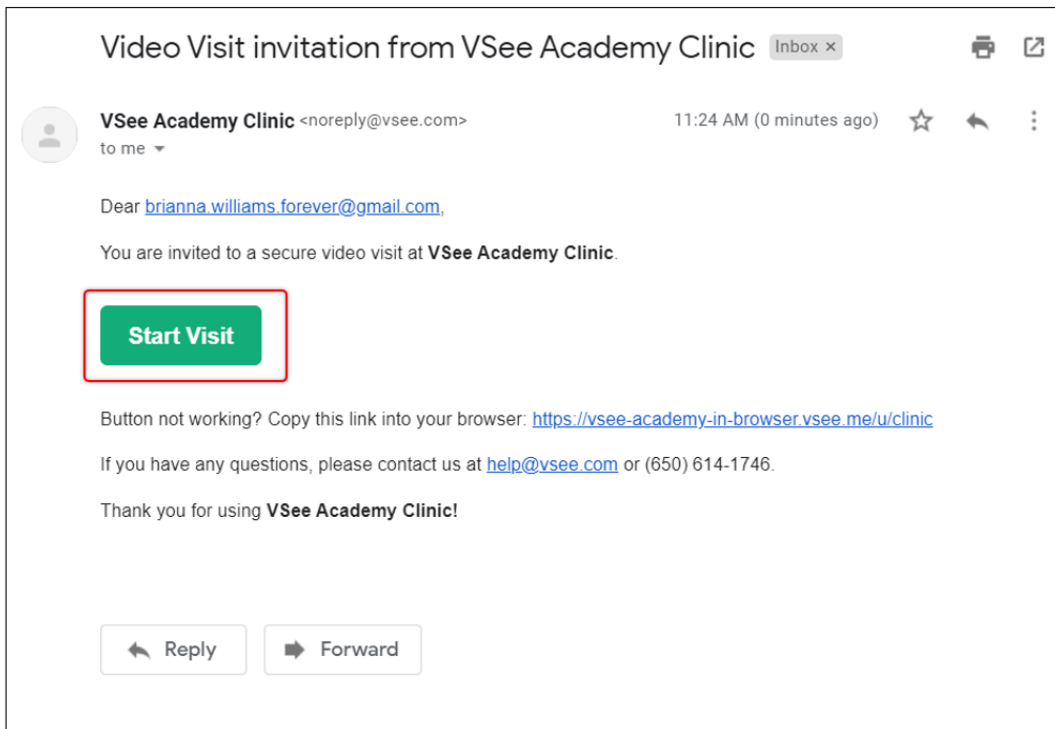 Video Visit invitation from VSee Academy Clinic Inbox ×
VSee Academy Clinic <noreply@vsee.com> 11:24 AM (0 minutes ago)
to me
Dear brianna.williams.forever@gmail.com,
You are invited to a secure video visit at VSee Academy Clinic.
Start Visit
Button not working? Copy this link into your browser: https://vsee-academy-in-browser.vsee.me/u/clinic
If you have any questions, please contact us at help@vsee.com or (650) 614-1746.
Thank you for using VSee Academy Clinic!
Reply Forward